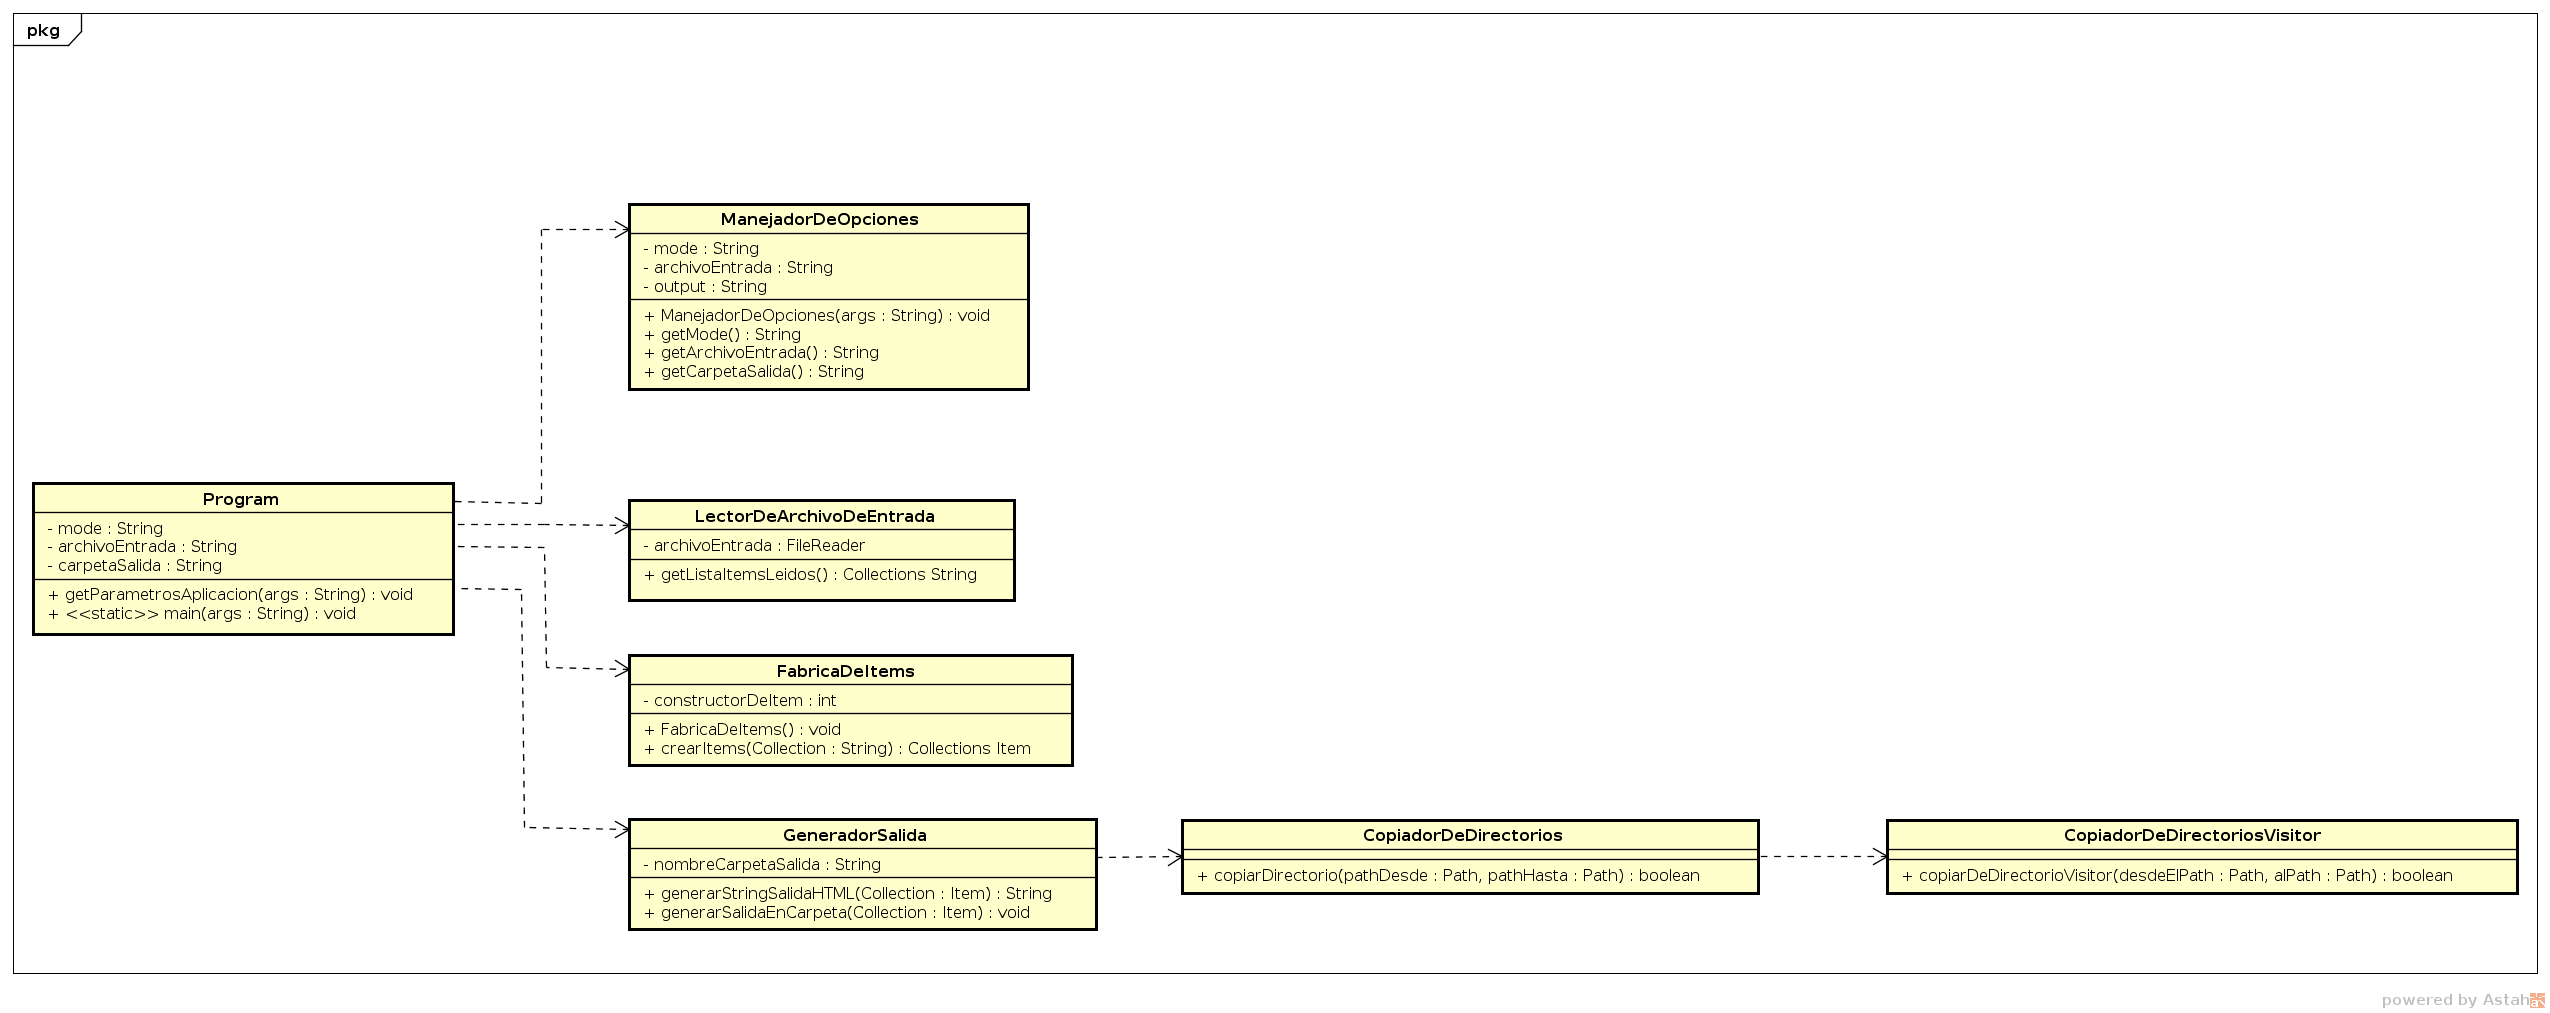 pkg
ManejadorDeOpciones
- mode : String
- archivoEntrada : String
- output : String
+ ManejadorDeOpciones(args : String) : void
+ getMode() : String
+ getArchivoEntrada() : String
+ getCarpetaSalida() : String
Program
- mode : String
- archivoEntrada : String
- carpetaSalida : String
+ getParametrosAplicacion(args : String) : void
+ <<static>> main(args : String) : void
LectorDeArchivoDeEntrada
- archivoEntrada : FileReader
+ getListaItemsLeidos() : Collections String
FabricaDeItems
- constructorDeItem : int
+ FabricaDeItems() : void
+ crearItems(Collection : String) : Collections Item
GeneradorSalida
- nombreCarpetaSalida : String
+ generarStringSalidaHTML(Collection : Item) : String
+ generarSalidaEnCarpeta(Collection : Item) : void
CopiadorDeDirectorios
+ copiarDirectorio(pathDesde : Path, pathHasta : Path) : boolean
CopiadorDeDirectoriosVisitor
+ copiarDeDirectorioVisitor(desdeElPath : Path, alPath : Path) : boolean
powered by Astah